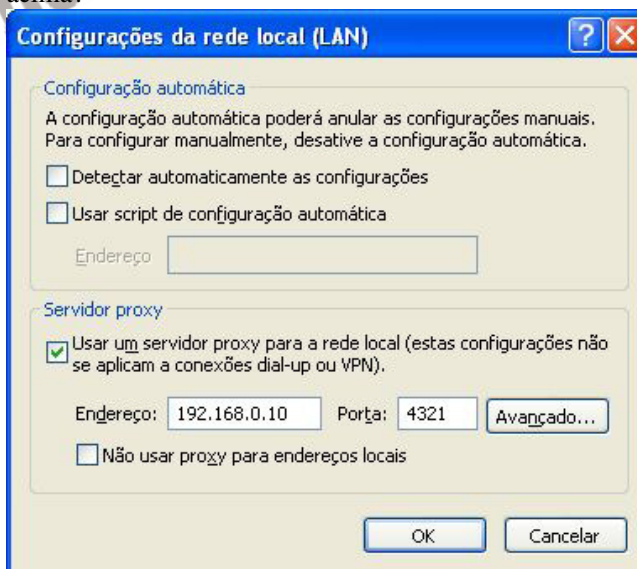 acima?
Configurações da rede local (LAN)
Configuração automática
A configuração automática poderá anular as configurações manuais.
Para configurar manualmente, desative a configuração automática.
Detectar automaticamente as configurações
Usar script de configuração automática
Endereço
Servidor proxy
Usar um servidor proxy para a rede local (estas configurações não
se aplicam a conexões dial-up ou VPN).
Endereço: 192.168.0.10 Porta: 4321 Avançado...
Não usar proxy para endereços locais
OK Cancelar